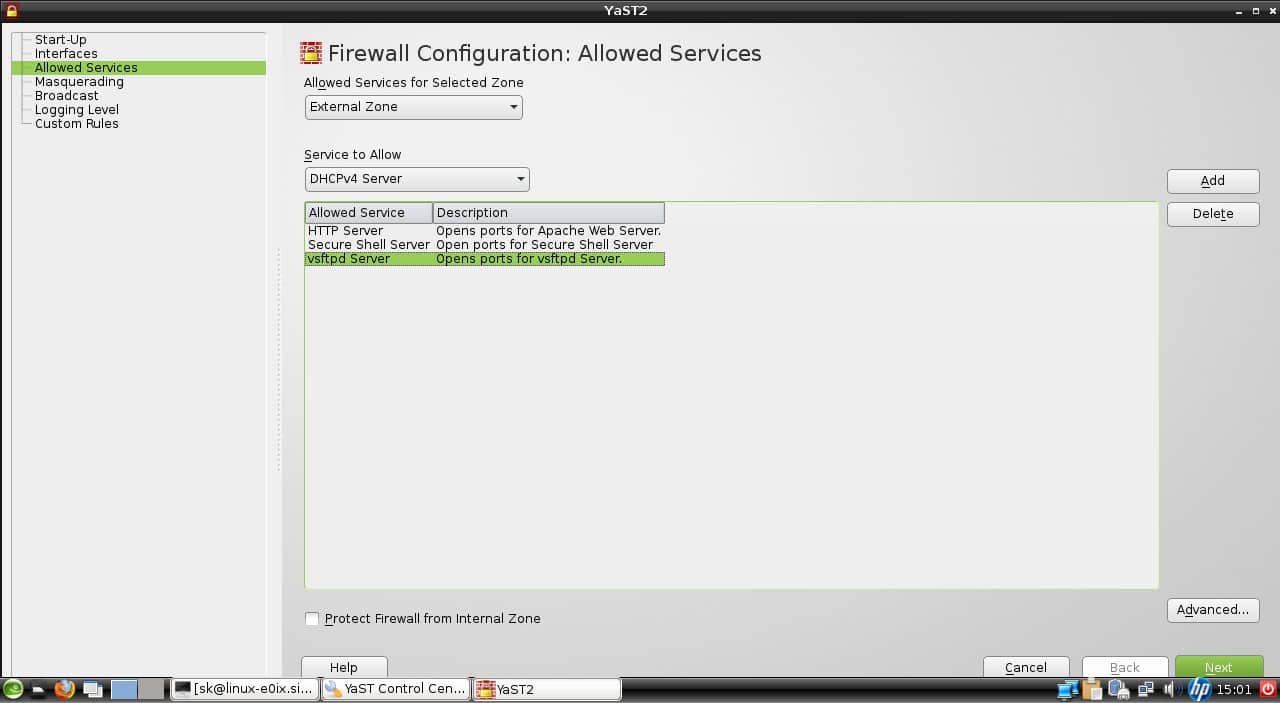 YaST2
Start-Up
Interfaces
Allowed Services
Masquerading
Broadcast
Logging Level
Custom Rules
Firewall Configuration: Allowed Services
Allowed Services for Selected Zone
External Zone
Service to Allow
DHCPv4 Server
Add
Delete
Allowed Service Description
HTTP Server Opens ports for Apache Web Server.
Secure Shell Server Open ports for Secure Shell Server
vsftpd Server Opens ports for vsftpd Server.
Advanced...
Protect Firewall from Internal Zone
Help Cancel Back Next
[sk@linux-e0ix.si... YaST Control Cen... YaST2 hp 15:01